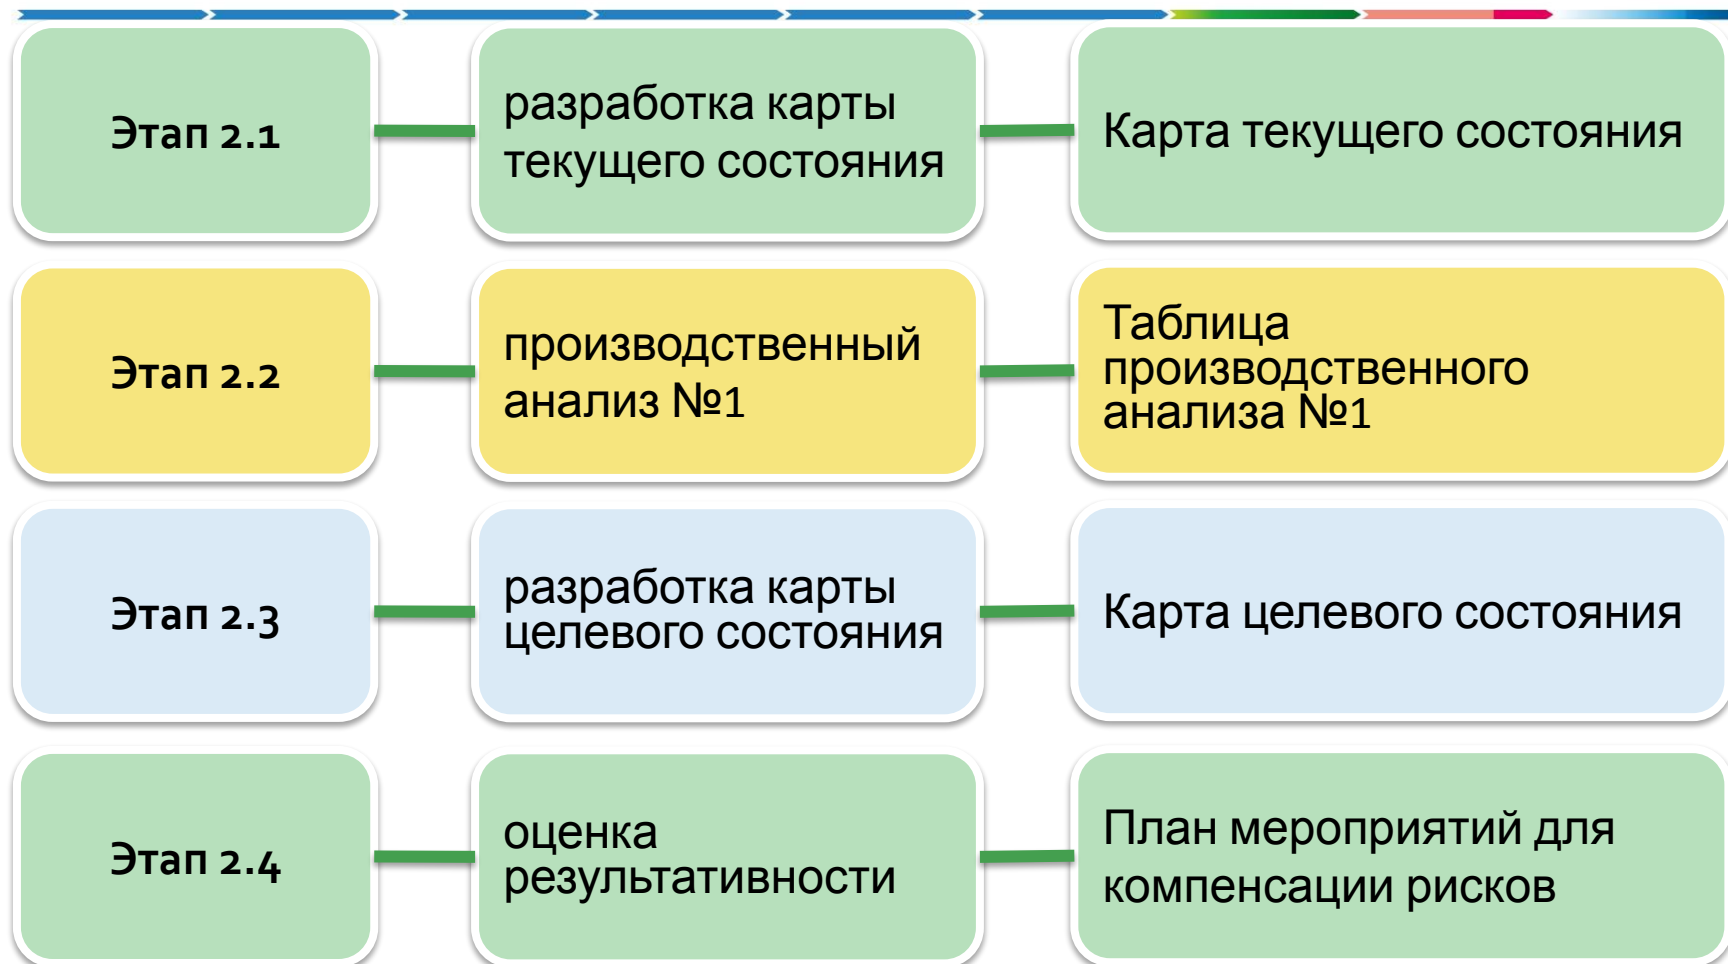 Этап 2.1
разработка карты
текущего состояния
Карта текущего состояния
Этап 2.2
производственный
анализ №1
Таблица
производственного
анализа №1
Этап 2.3
разработка карты
целевого состояния
Карта целевого состояния
Этап 2.4
оценка
результативности
План мероприятий для
компенсации рисков